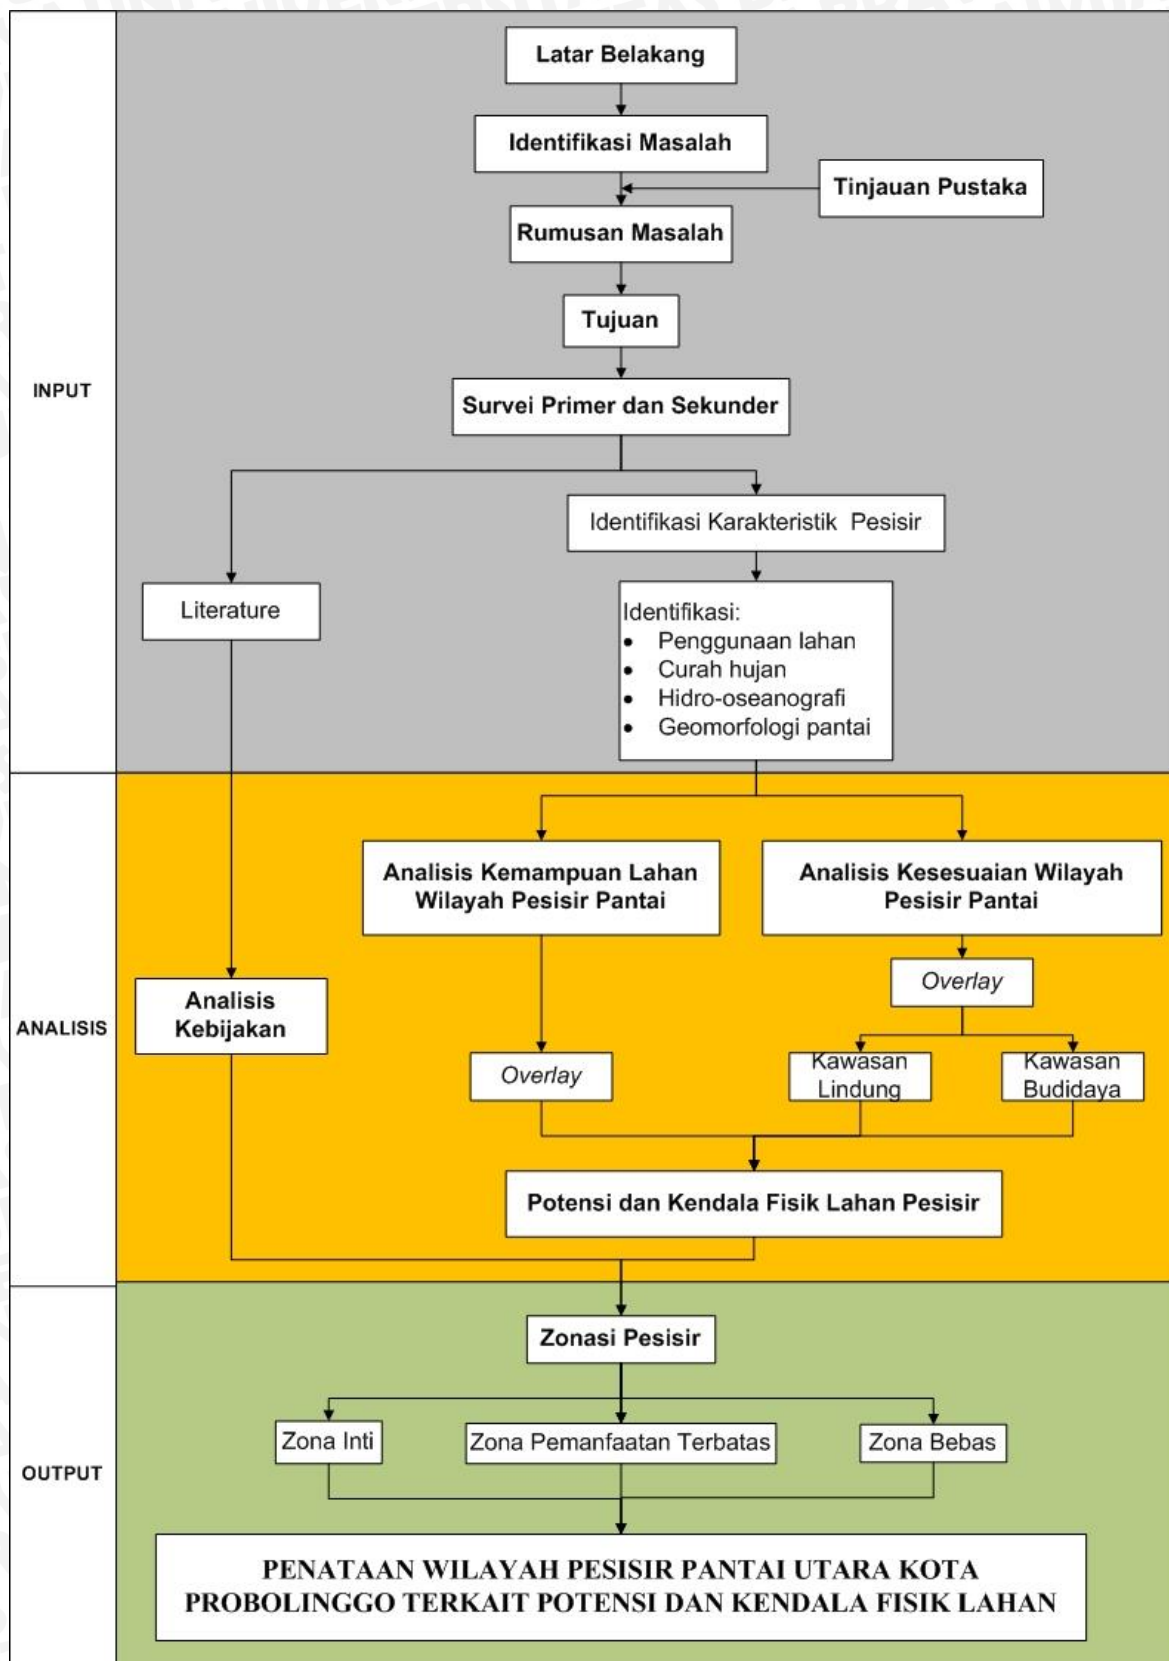 Latar Belakang
Identifikasi Masalah
Tinjauan Pustaka
Rumusan Masalah
Tujuan
INPUT
Survei Primer dan Sekunder
Identifikasi Karakteristik Pesisir
Literature
Identifikasi:
• Penggunaan lahan
• Curah hujan
• Hidro-oseanografi
• Geomorfologi pantai
Analisis Kemampuan Lahan
Wilayah Pesisir Pantai
Analisis Kesesuaian Wilayah
Pesisir Pantai
Overlay
Analisis
Kebijakan
ANALISIS
Overlay
Kawasan
Lindung
Kawasan
Budidaya
Potensi dan Kendala Fisik Lahan Pesisir
Zonasi Pesisir
Zona Inti
Zona Pemanfaatan Terbatas
Zona Bebas
OUTPUT
PENATAAN WILAYAH PESISIR PANTAI UTARA KOTA
PROBOLINGGO TERKAIT POTENSI DAN KENDALA FISIK LAHAN